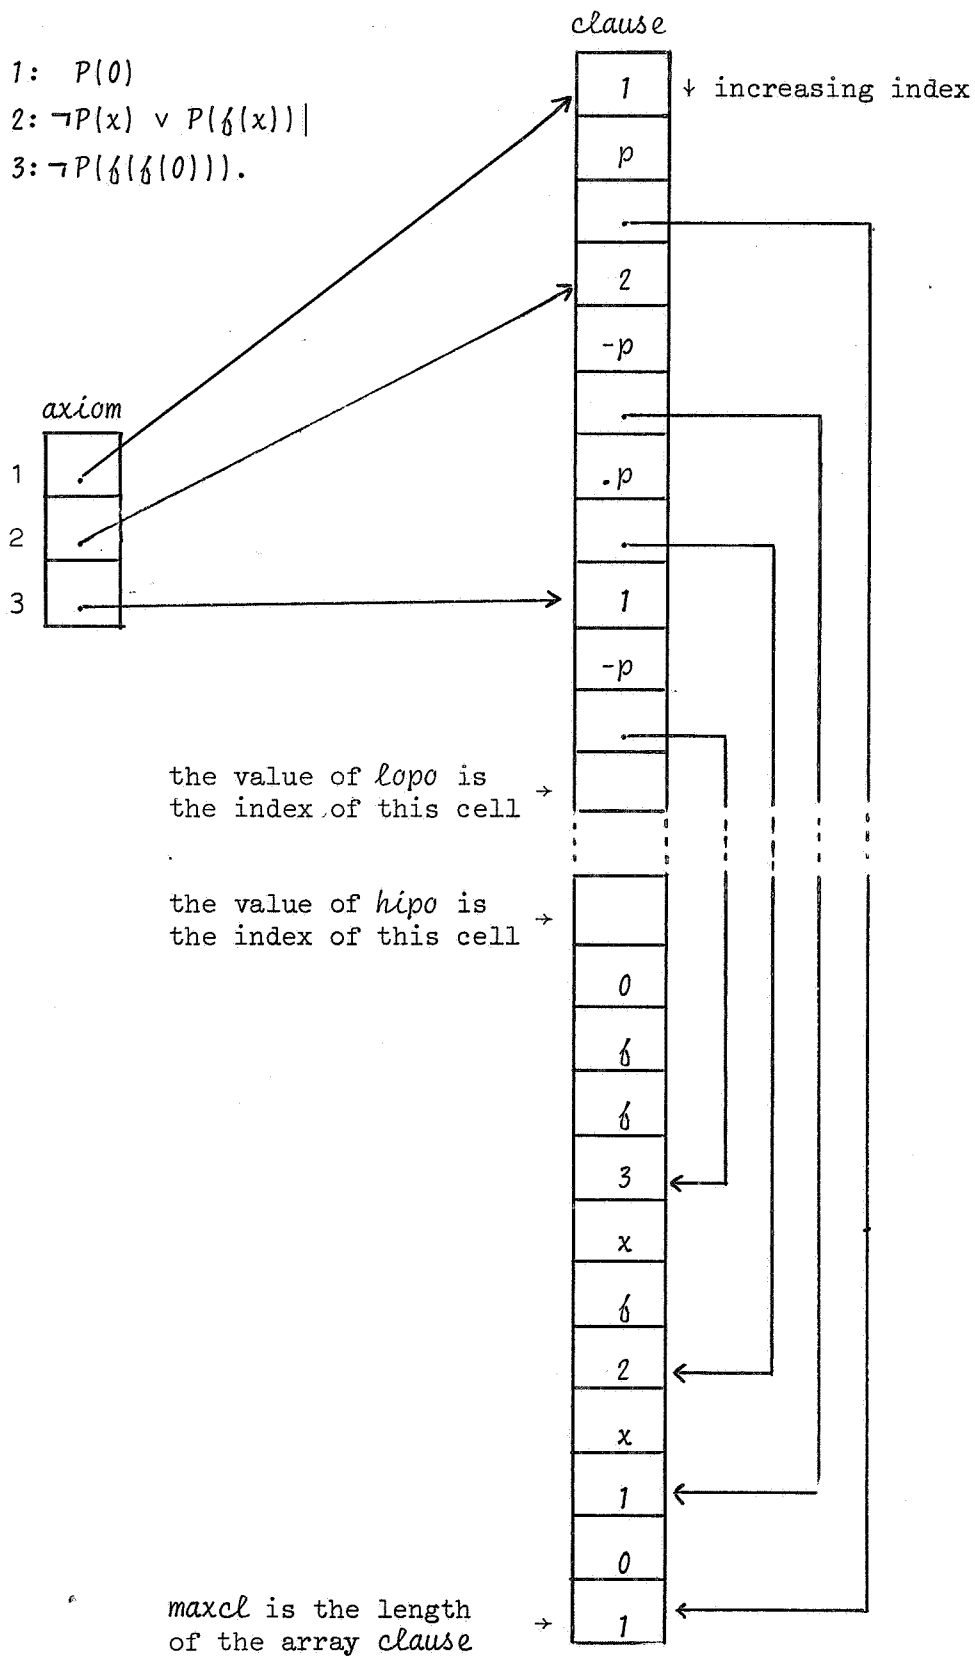 clause
1: P(0)
2: ¬P(x) ∨ P(f(x))|
3: ¬P(f(f(0))).
1
↓ increasing index
p
.
2
-p
.
.p
.
1
-p
.
axiom
1
2
3
the value of lopo is
the index of this cell →
the value of hipo is
the index of this cell →
0
f
f
3
x
f
2
x
1
0
1
maxcl is the length
of the array clause →